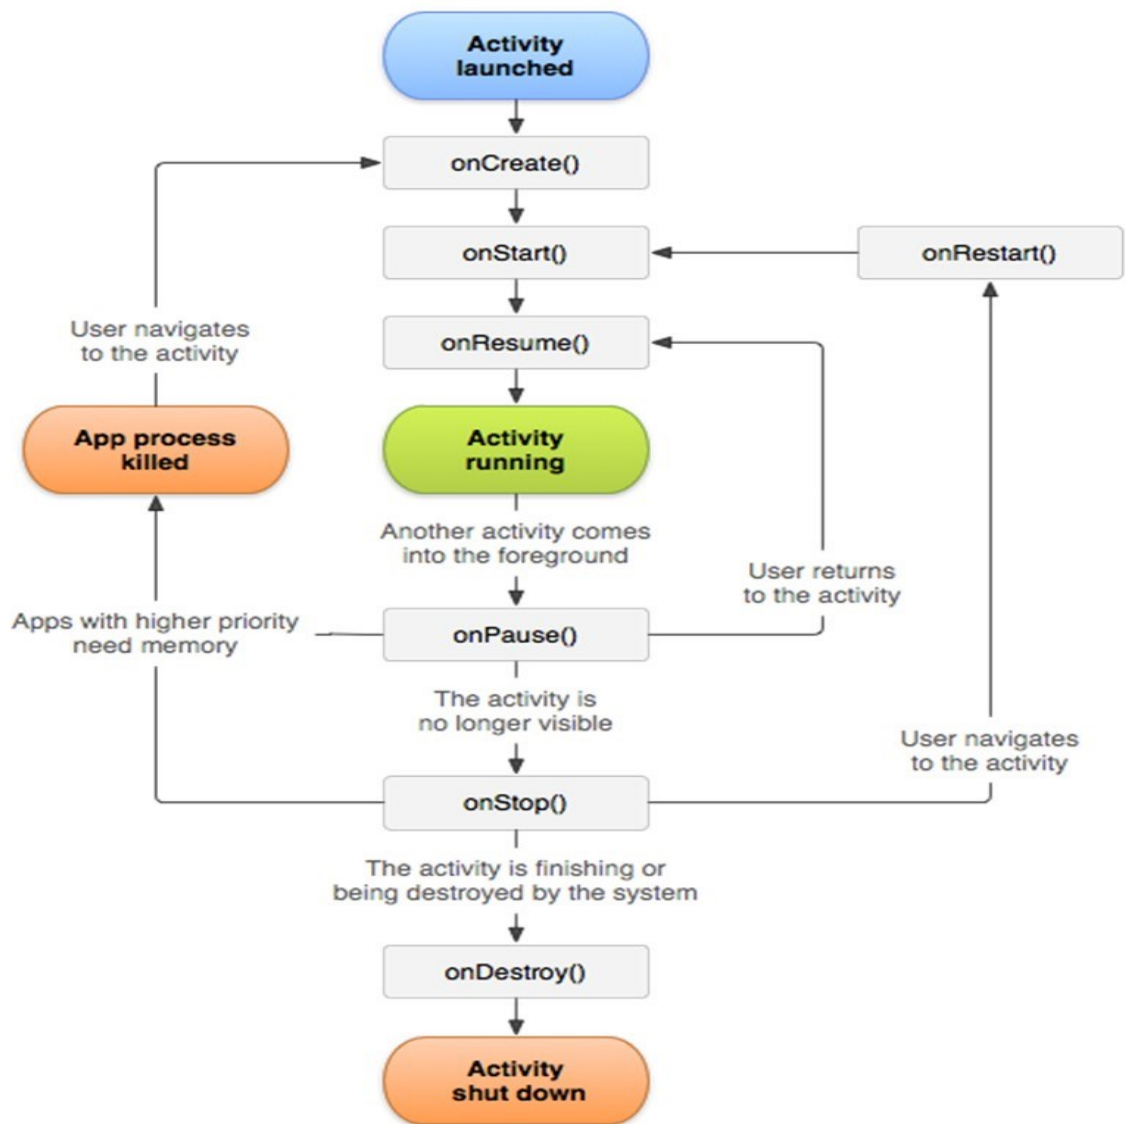 Activity
launched
onCreate()
onStart()
onRestart()
User navigates
to the activity
onResume()
App process
killed
Activity
running
Another activity comes
into the foreground
User returns
to the activity
Apps with higher priority
need memory
onPause()
The activity is
no longer visible
User navigates
to the activity
onStop()
The activity is finishing or
being destroyed by the system
onDestroy()
Activity
shut down